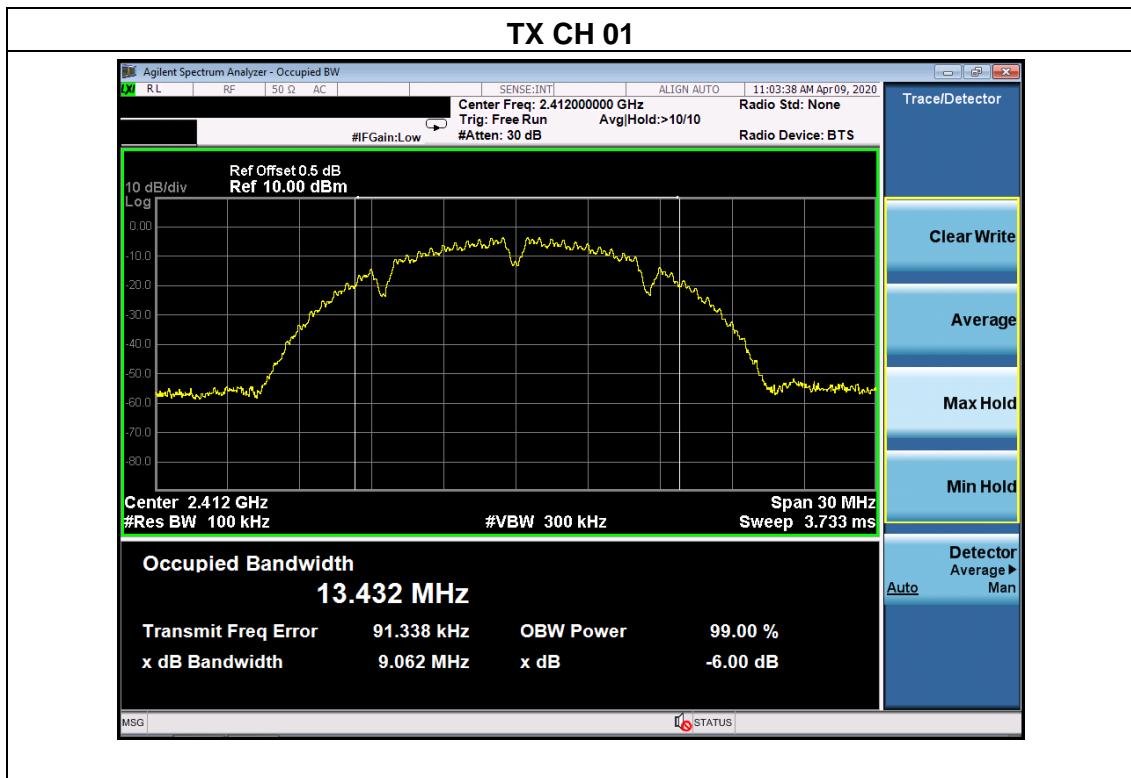 TX CH 01
Agilent Spectrum Analyzer - Occupied BW
LXI RL RF 50 Ω AC SENSE:INT ALIGN AUTO 11:03:38 AM Apr 09, 2020
Center Freq: 2.412000000 GHz Radio Std: None
Trig: Free Run Avg|Hold:>10/10
#IFGain:Low #Atten: 30 dB Radio Device: BTS
Trace/Detector
Ref Offset 0.5 dB
10 dB/div Ref 10.00 dBm
Log
0.00
-10.0
-20.0
-30.0
-40.0
-50.0
-60.0
-70.0
-80.0
Center 2.412 GHz Span 30 MHz
#Res BW 100 kHz #VBW 300 kHz Sweep 3.733 ms
Clear Write
Average
Max Hold
Min Hold
Detector
Average▶
Auto Man
Occupied Bandwidth
13.432 MHz
Transmit Freq Error 91.338 kHz OBW Power 99.00 %
x dB Bandwidth 9.062 MHz x dB -6.00 dB
MSG STATUS